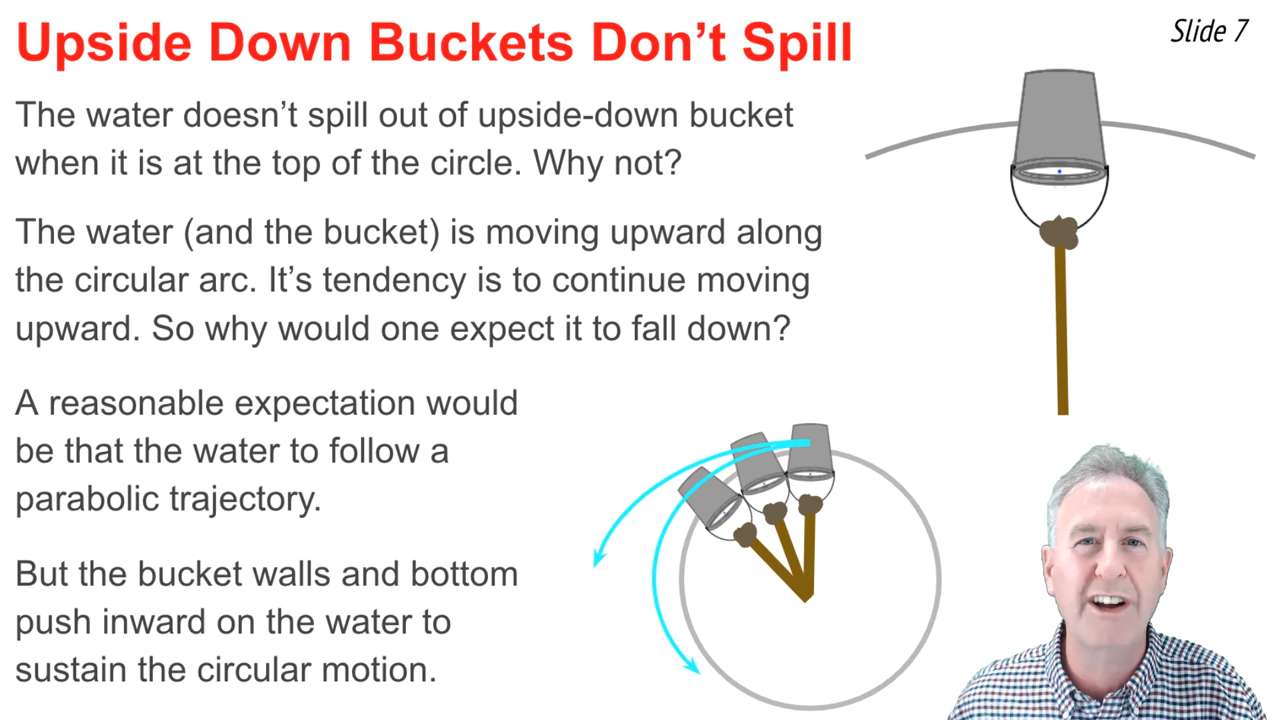 Upside Down Buckets Don’t Spill
Slide 7
The water doesn’t spill out of upside-down bucket
when it is at the top of the circle. Why not?
The water (and the bucket) is moving upward along
the circular arc. It’s tendency is to continue moving
upward. So why would one expect it to fall down?
A reasonable expectation would
be that the water to follow a
parabolic trajectory.
But the bucket walls and bottom
push inward on the water to
sustain the circular motion.